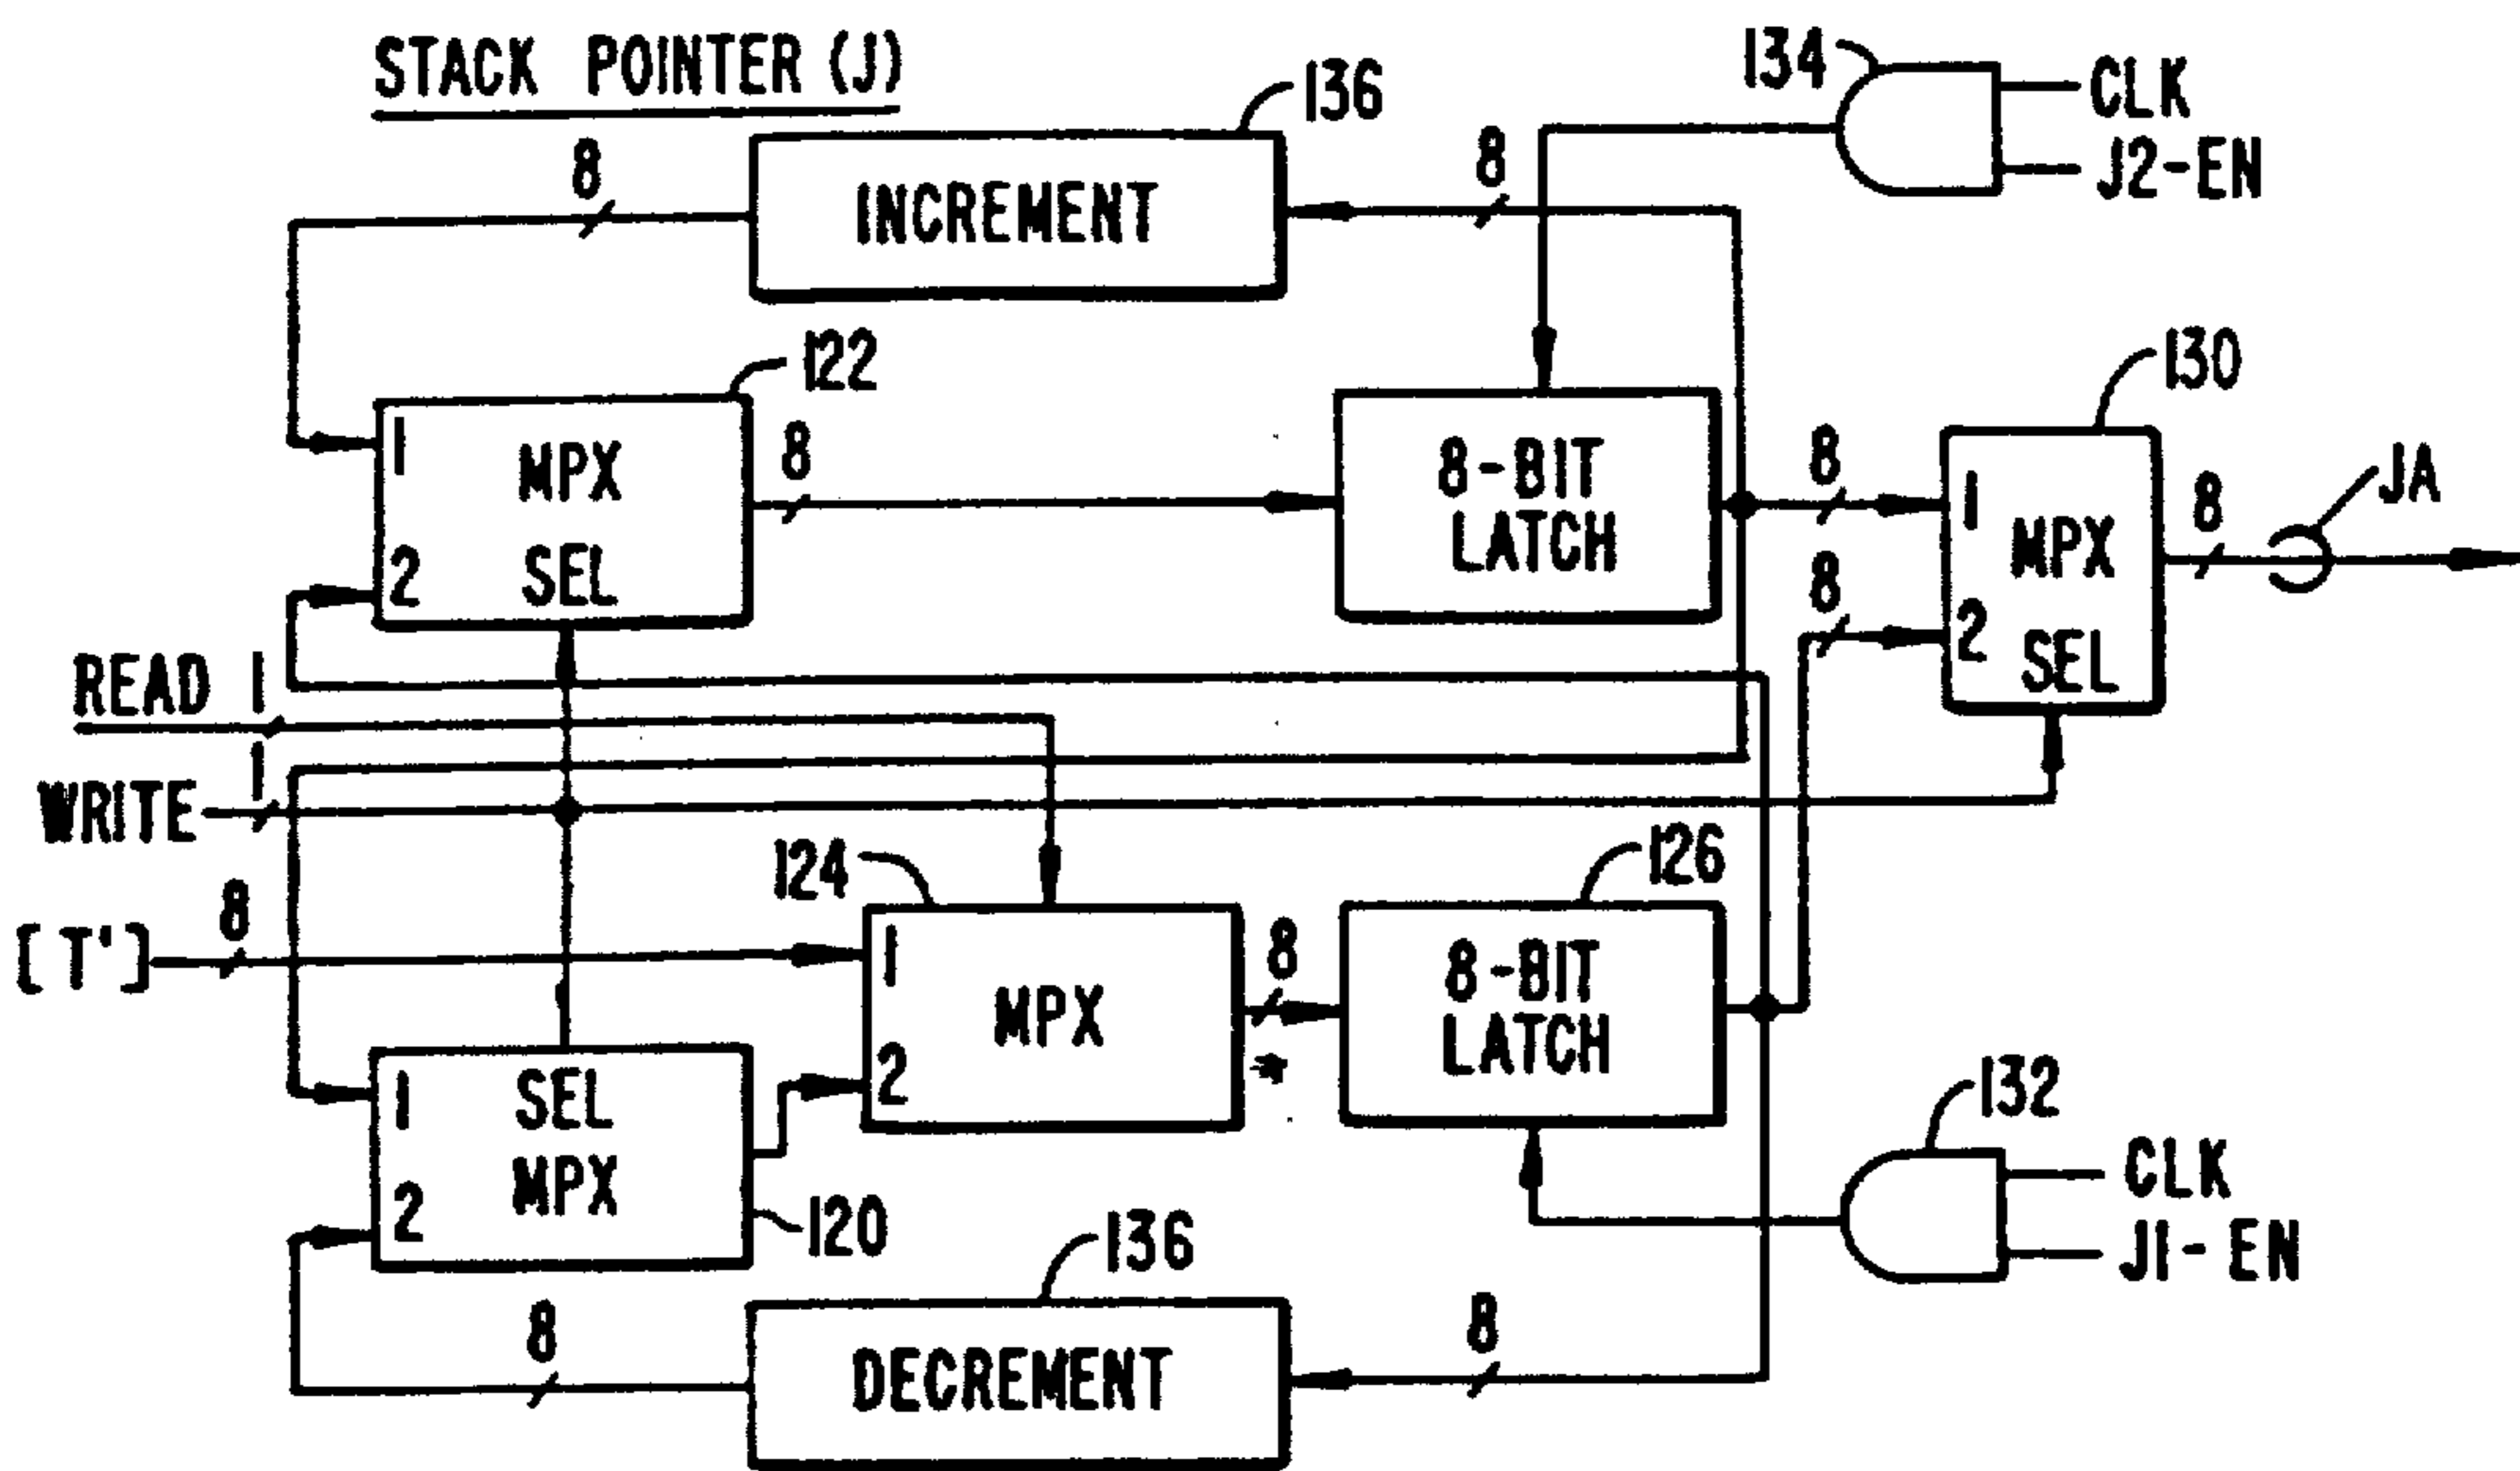 STACK POINTER (J)
136
134
CLK
J2-EN
8
8
INCREMENT
122
130
1
MPX
8
8-BIT
LATCH
8
1
MPX
8
JA
2
SEL
8
2
SEL
READ 1
WRITE 1
124
126
[T'] 8
1
MPX
2
8
8-BIT
LATCH
1
SEL
MPX
2
120
132
CLK
J1-EN
136
8
8
DECREMENT